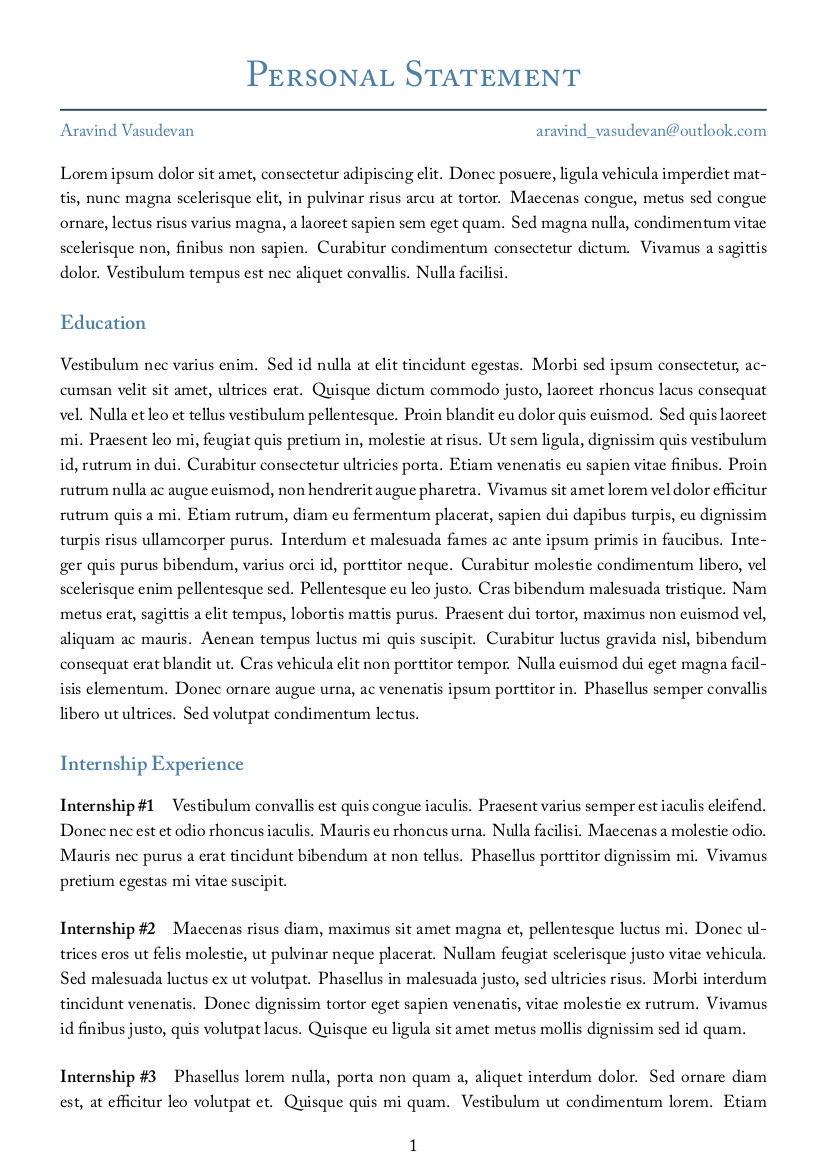 Personal Statement
Aravind Vasudevan aravind_vasudevan@outlook.com
Lorem ipsum dolor sit amet, consectetur adipiscing elit. Donec posuere, ligula vehicula imperdiet mat-
tis, nunc magna scelerisque elit, in pulvinar risus arcu at tortor. Maecenas congue, metus sed congue
ornare, lectus risus varius magna, a laoreet sapien sem eget quam. Sed magna nulla, condimentum vitae
scelerisque non, finibus non sapien. Curabitur condimentum consectetur dictum. Vivamus a sagittis
dolor. Vestibulum tempus est nec aliquet convallis. Nulla facilisi.
Education
Vestibulum nec varius enim. Sed id nulla at elit tincidunt egestas. Morbi sed ipsum consectetur, ac-
cumsan velit sit amet, ultrices erat. Quisque dictum commodo justo, laoreet rhoncus lacus consequat
vel. Nulla et leo et tellus vestibulum pellentesque. Proin blandit eu dolor quis euismod. Sed quis laoreet
mi. Praesent leo mi, feugiat quis pretium in, molestie at risus. Ut sem ligula, dignissim quis vestibulum
id, rutrum in dui. Curabitur consectetur ultricies porta. Etiam venenatis eu sapien vitae finibus. Proin
rutrum nulla ac augue euismod, non hendrerit augue pharetra. Vivamus sit amet lorem vel dolor efficitur
rutrum quis a mi. Etiam rutrum, diam eu fermentum placerat, sapien dui dapibus turpis, eu dignissim
turpis risus ullamcorper purus. Interdum et malesuada fames ac ante ipsum primis in faucibus. Inte-
ger quis purus bibendum, varius orci id, porttitor neque. Curabitur molestie condimentum libero, vel
scelerisque enim pellentesque sed. Pellentesque eu leo justo. Cras bibendum malesuada tristique. Nam
metus erat, sagittis a elit tempus, lobortis mattis purus. Praesent dui tortor, maximus non euismod vel,
aliquam ac mauris. Aenean tempus luctus mi quis suscipit. Curabitur luctus gravida nisl, bibendum
consequat erat blandit ut. Cras vehicula elit non porttitor tempor. Nulla euismod dui eget magna facil-
isis elementum. Donec ornare augue urna, ac venenatis ipsum porttitor in. Phasellus semper convallis
libero ut ultrices. Sed volutpat condimentum lectus.
Internship Experience
Internship #1 Vestibulum convallis est quis congue iaculis. Praesent varius semper est iaculis eleifend.
Donec nec est et odio rhoncus iaculis. Mauris eu rhoncus urna. Nulla facilisi. Maecenas a molestie odio.
Mauris nec purus a erat tincidunt bibendum at non tellus. Phasellus porttitor dignissim mi. Vivamus
pretium egestas mi vitae suscipit.
Internship #2 Maecenas risus diam, maximus sit amet magna et, pellentesque luctus mi. Donec ul-
trices eros ut felis molestie, ut pulvinar neque placerat. Nullam feugiat scelerisque justo vitae vehicula.
Sed malesuada luctus ex ut volutpat. Phasellus in malesuada justo, sed ultricies risus. Morbi interdum
tincidunt venenatis. Donec dignissim tortor eget sapien venenatis, vitae molestie ex rutrum. Vivamus
id finibus justo, quis volutpat lacus. Quisque eu ligula sit amet metus mollis dignissim sed id quam.
Internship #3 Phasellus lorem nulla, porta non quam a, aliquet interdum dolor. Sed ornare diam
est, at efficitur leo volutpat et. Quisque quis mi quam. Vestibulum ut condimentum lorem. Etiam
1